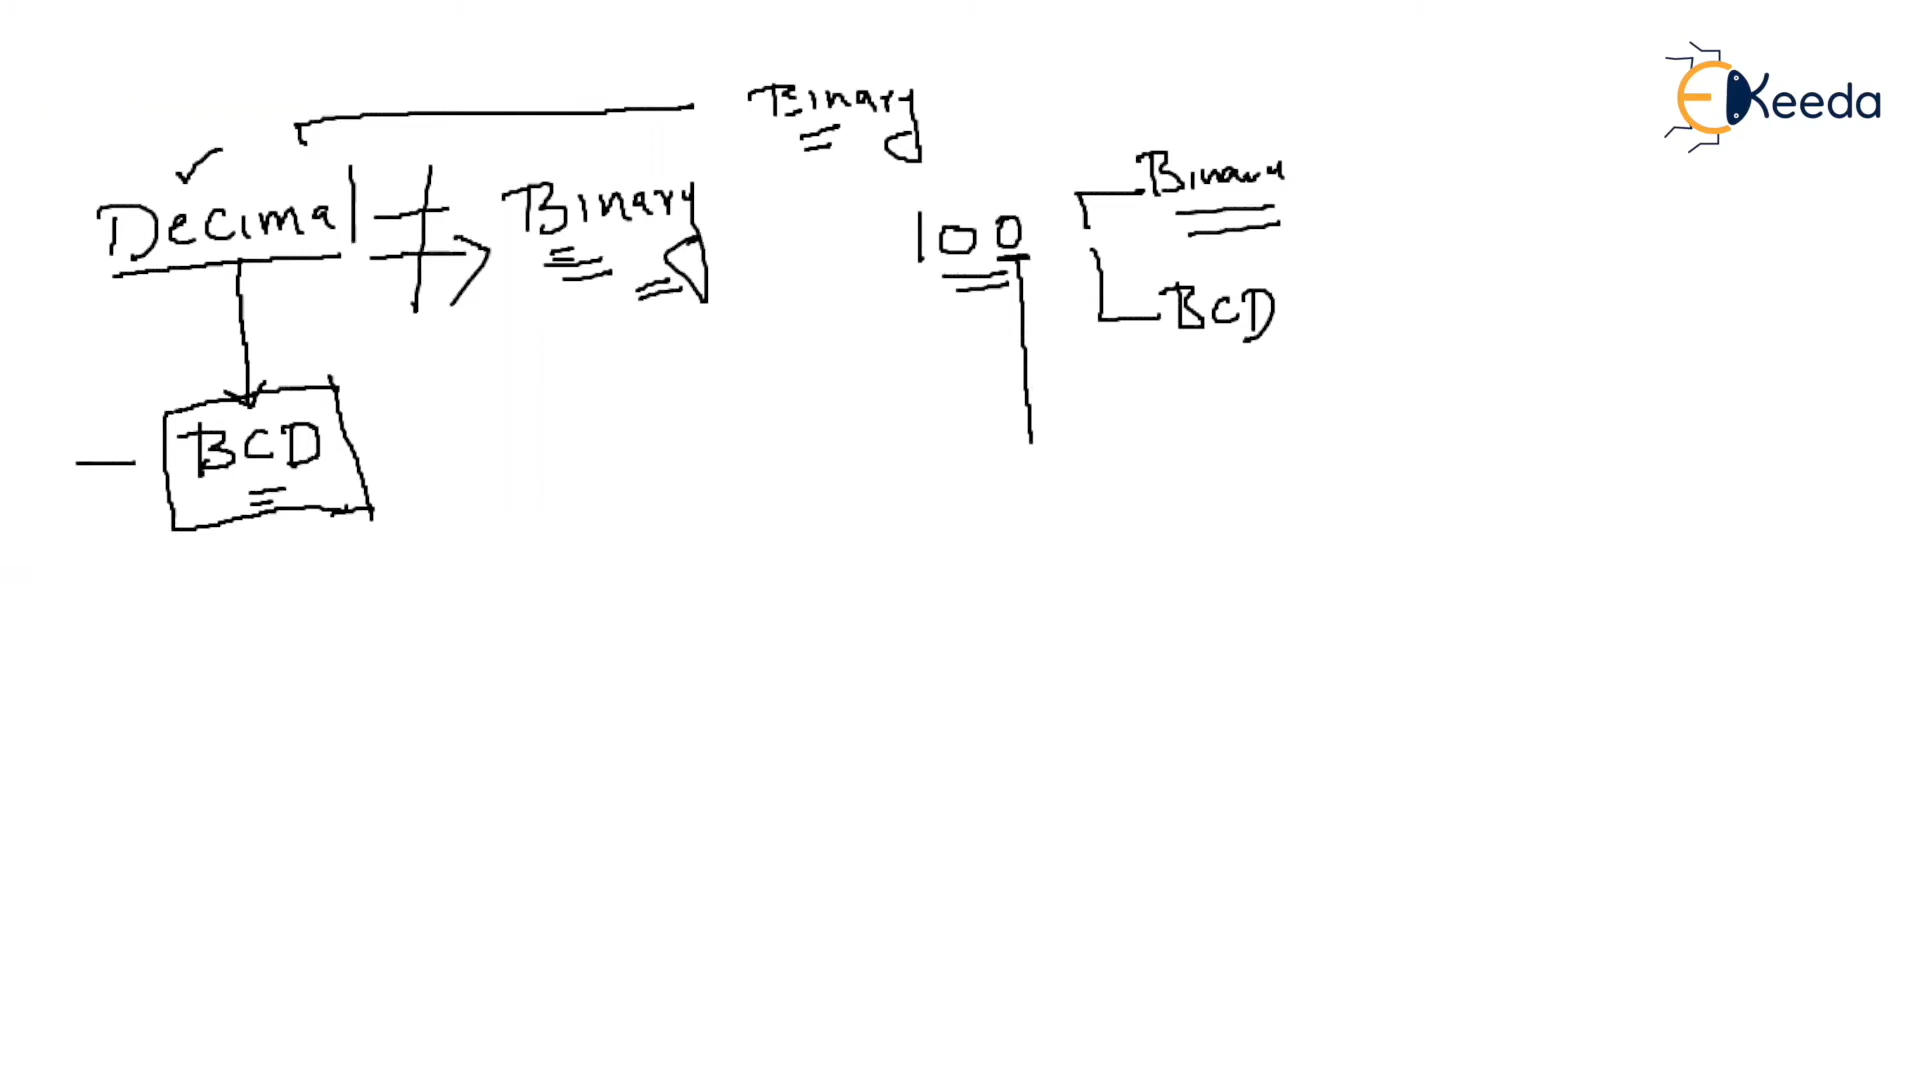 Binary
EKeeda
Decimal Binary
100
Binary
BCD
BCD